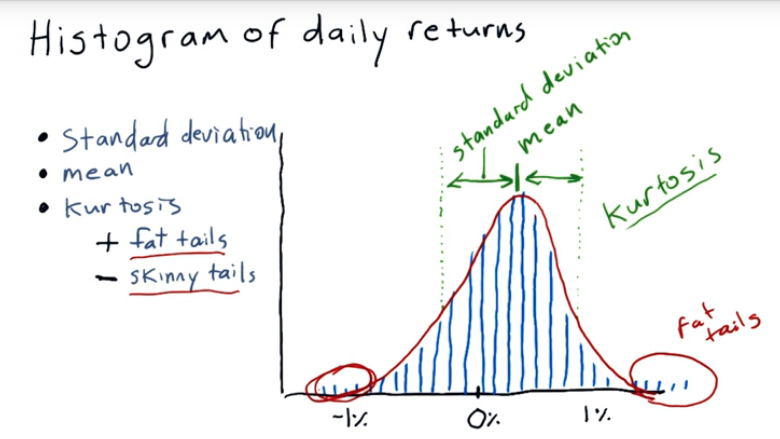 Histogram of daily returns
• Standard deviation
• mean
• Kurtosis
+ fat tails
- skinny tails
standard deviation
mean
Kurtosis
Fat
tails
-1%
0%
1%